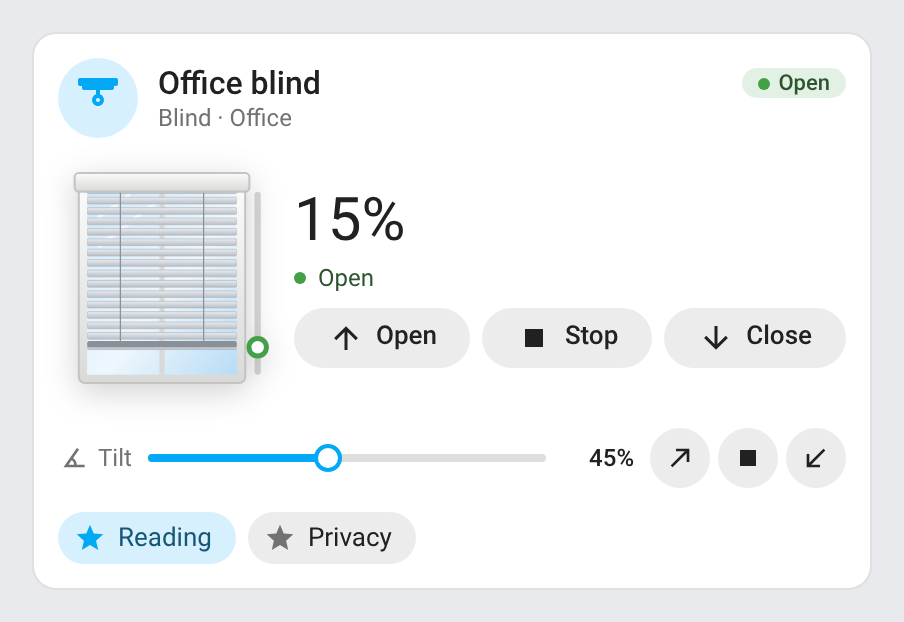 Office blind
Blind · Office
Open
15%
Open
Open
Stop
Close
Tilt
45%
Reading
Privacy